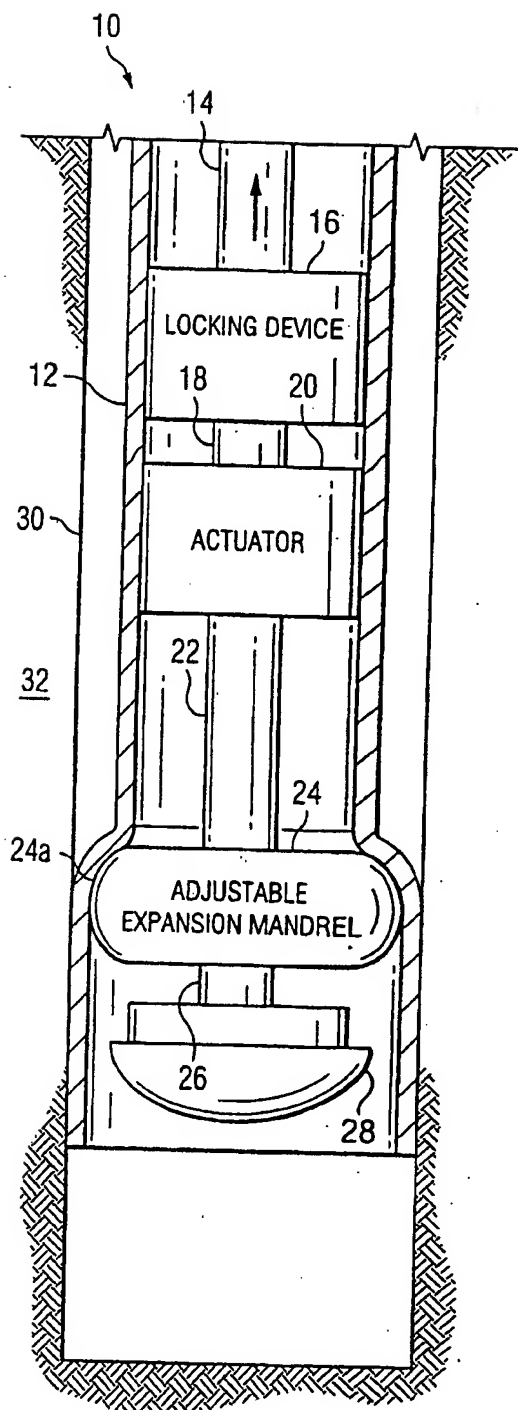 10
14
16
LOCKING DEVICE
12
18
20
30
ACTUATOR
22
32
24
24a
ADJUSTABLE
EXPANSION MANDREL
26
28